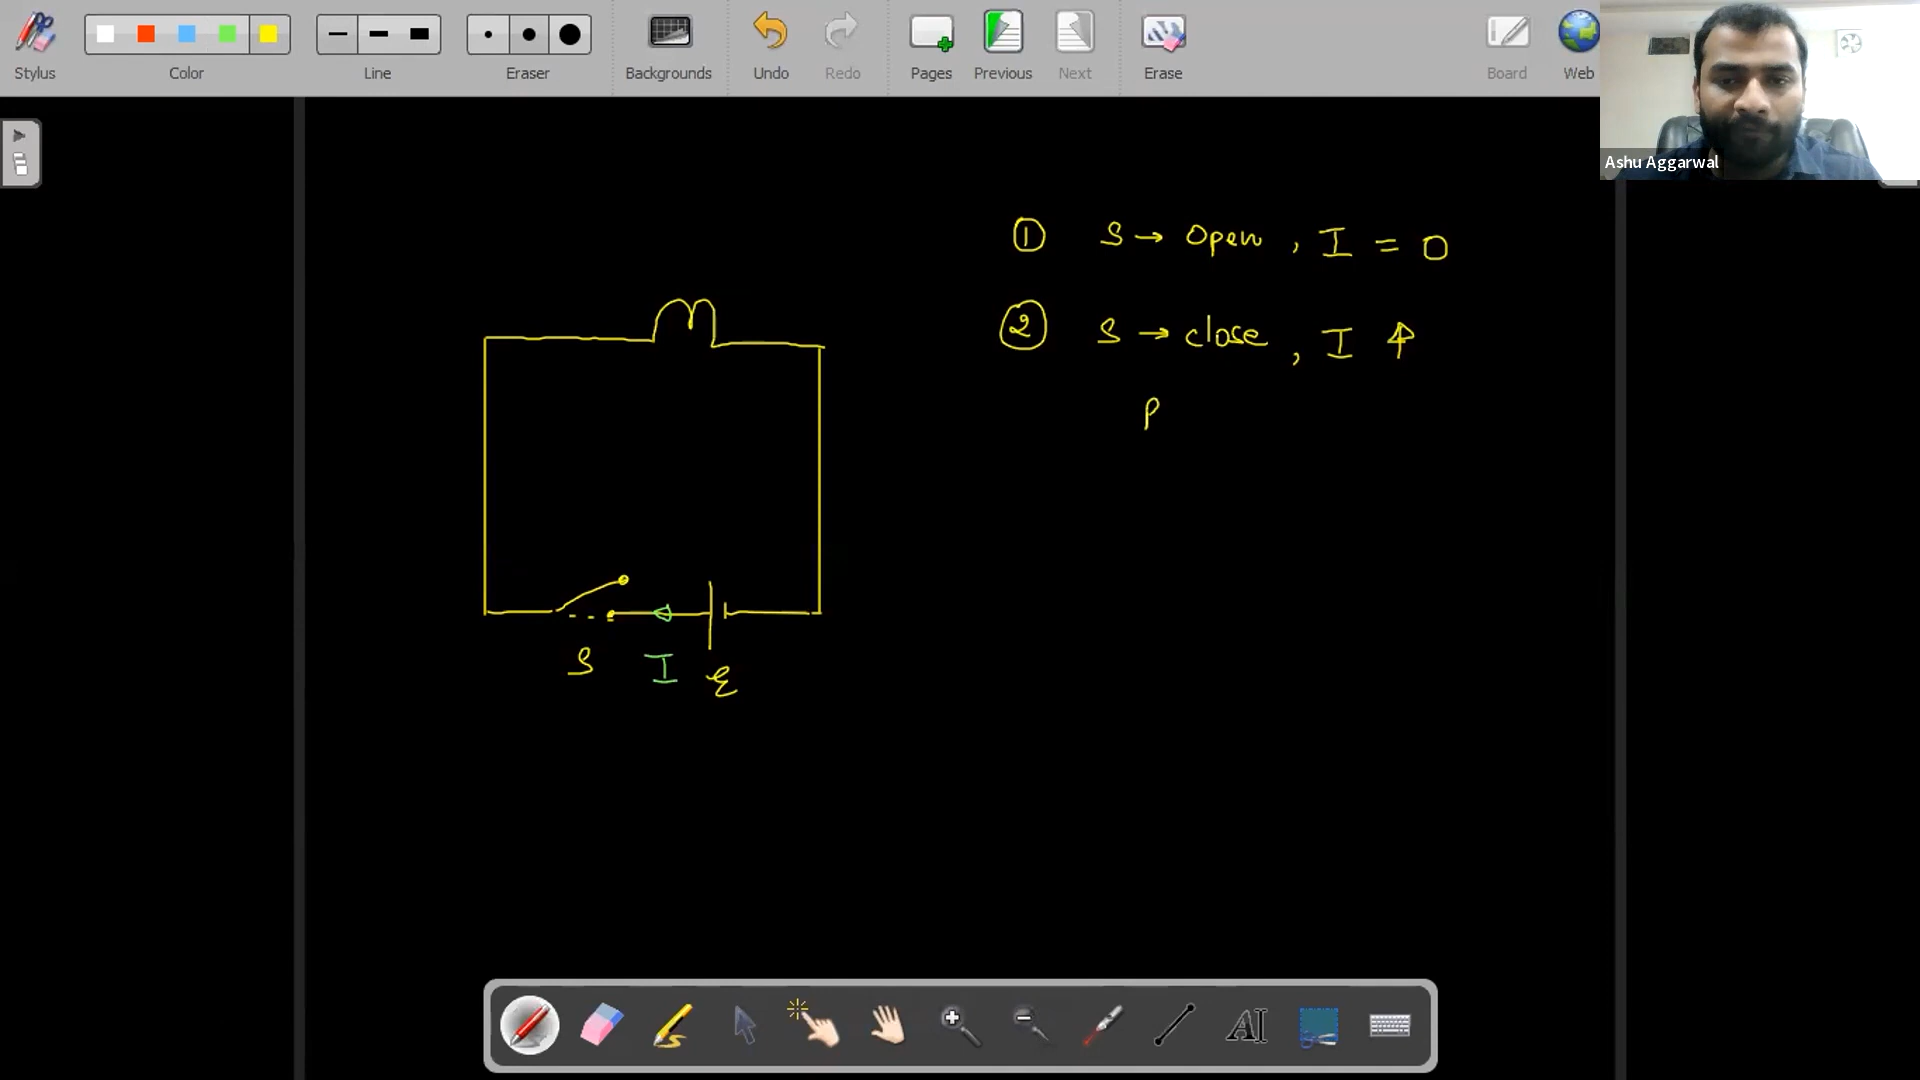 Stylus
Color
Line
Eraser
Backgrounds
Undo
Redo
Pages
Previous
Next
Erase
Board
Web
Ashu Aggarwal
① S → Open , I = 0
② S → close , I ↑
P
S
I
ε
AI